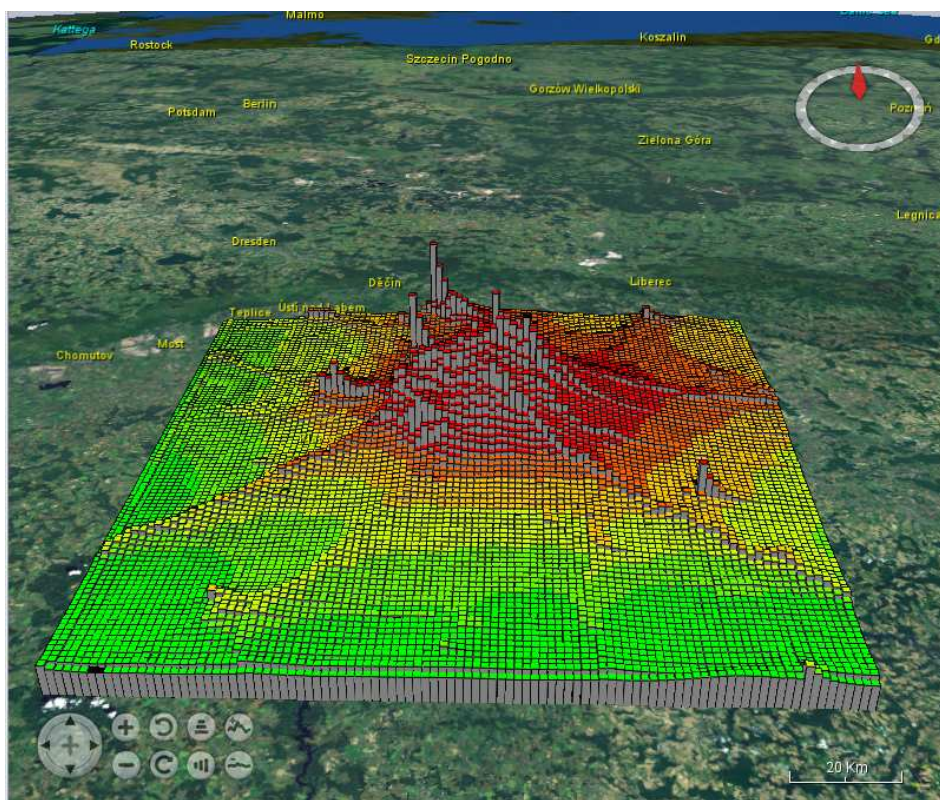 Malmo
Kattega
Rostock
Koszalin
Szczecin Pogodno
Gorzów Wielkopolski
Berlin
Potsdam
Zielona Góra
Legnica
Dresden
Děčín
Liberec
Ústí nad Labem
Teplice
Most
Chomutov
20 Km